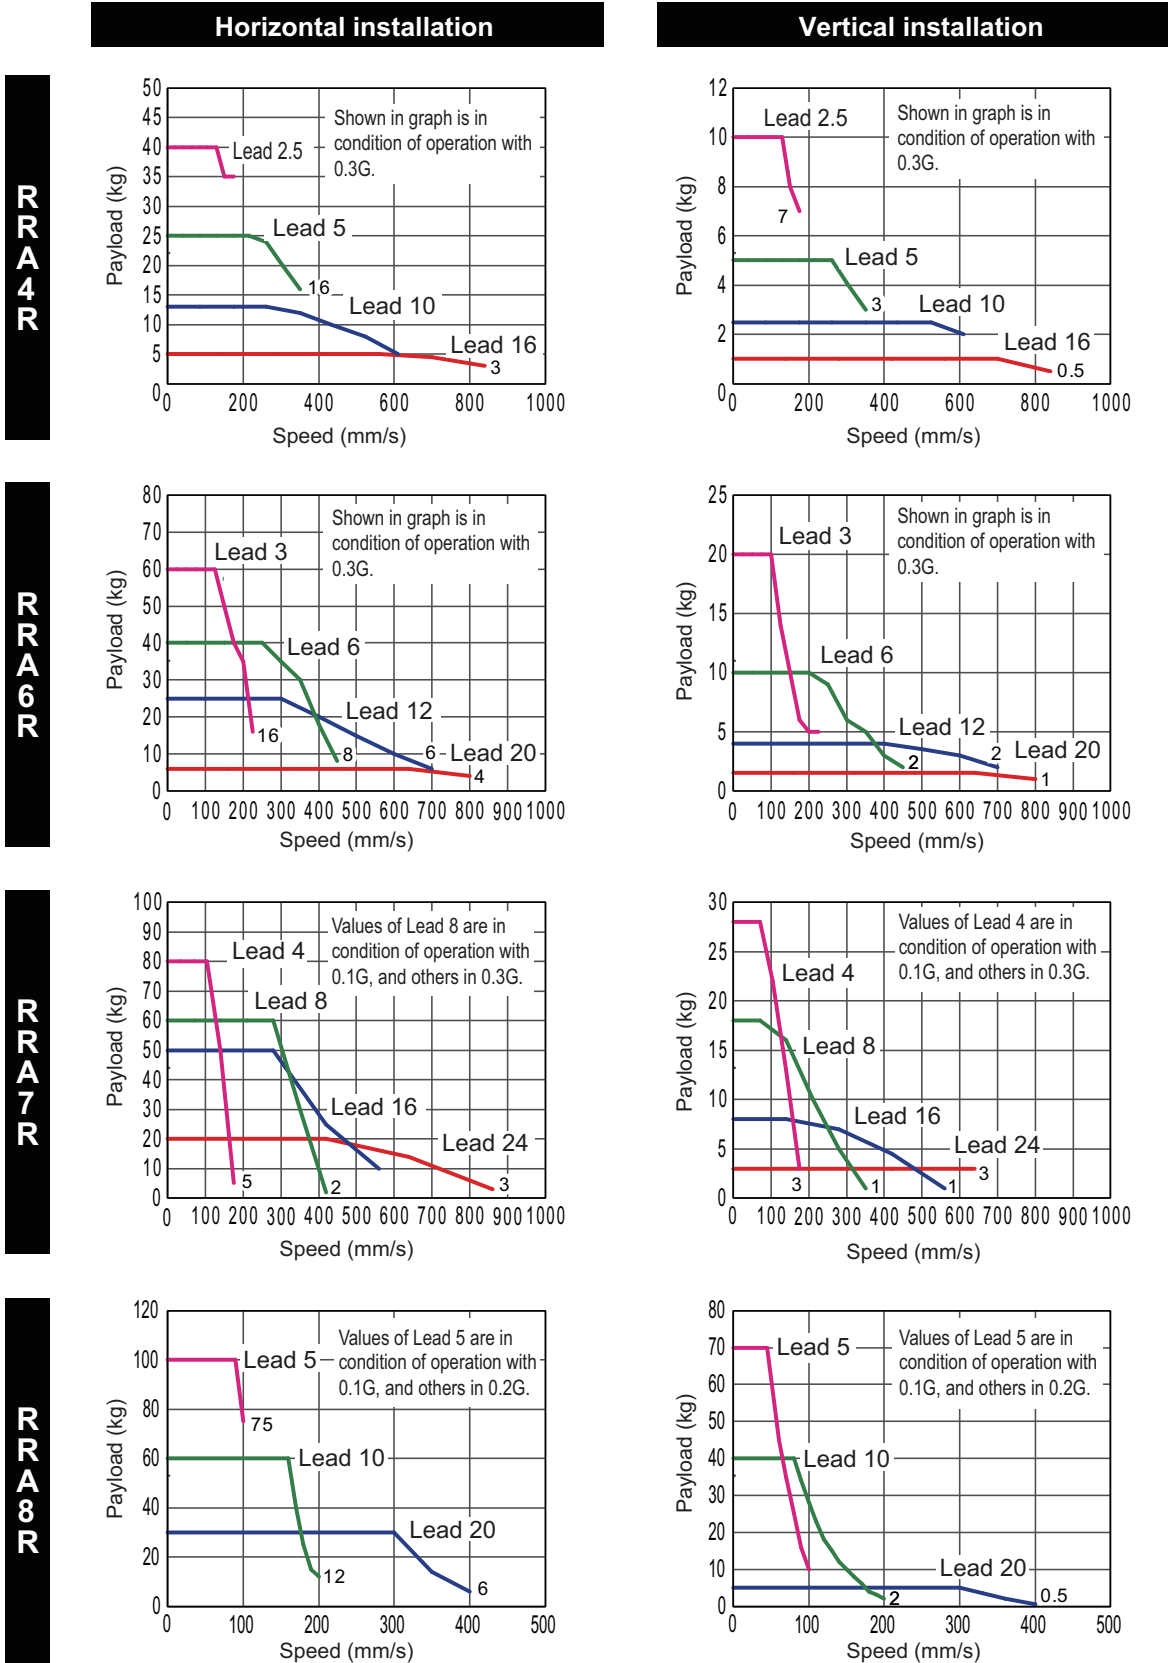 Horizontal installation
Vertical installation
RRA4R
50
45
40
35
30
25
20
15
10
5
0
Payload (kg)
Shown in graph is in
condition of operation with
0.3G.
Lead 2.5
Lead 5
16
Lead 10
Lead 16
3
0 200 400 600 800 1000
Speed (mm/s)
12
10
8
6
4
2
0
Payload (kg)
Shown in graph is in
condition of operation with
0.3G.
Lead 2.5
7
Lead 5
3
Lead 10
Lead 16
0.5
0 200 400 600 800 1000
Speed (mm/s)
RRA6R
80
70
60
50
40
30
20
10
0
Payload (kg)
Shown in graph is in
condition of operation with
0.3G.
Lead 3
Lead 6
Lead 12
16
8
6
Lead 20
4
0 100 200 300 400 500 600 700 800 900 1000
Speed (mm/s)
25
20
15
10
5
0
Payload (kg)
Shown in graph is in
condition of operation with
0.3G.
Lead 3
Lead 6
Lead 12
2
2
Lead 20
1
0 100 200 300 400 500 600 700 800 900 1000
Speed (mm/s)
RRA7R
100
90
80
70
60
50
40
30
20
10
0
Payload (kg)
Values of Lead 8 are in
condition of operation with
0.1G, and others in 0.3G.
Lead 4
Lead 8
Lead 16
Lead 24
5
2
3
0 100 200 300 400 500 600 700 800 900 1000
Speed (mm/s)
30
25
20
15
10
5
0
Payload (kg)
Values of Lead 4 are in
condition of operation with
0.1G, and others in 0.3G.
Lead 4
Lead 8
Lead 16
Lead 24
3
3
1
1
0 100 200 300 400 500 600 700 800 900 1000
Speed (mm/s)
RRA8R
120
100
80
60
40
20
0
Payload (kg)
Values of Lead 5 are in
condition of operation with
0.1G, and others in 0.2G.
Lead 5
75
Lead 10
Lead 20
12
6
0 100 200 300 400 500
Speed (mm/s)
80
70
60
50
40
30
20
10
0
Payload (kg)
Values of Lead 5 are in
condition of operation with
0.1G, and others in 0.2G.
Lead 5
Lead 10
Lead 20
2
0.5
0 100 200 300 400 500
Speed (mm/s)